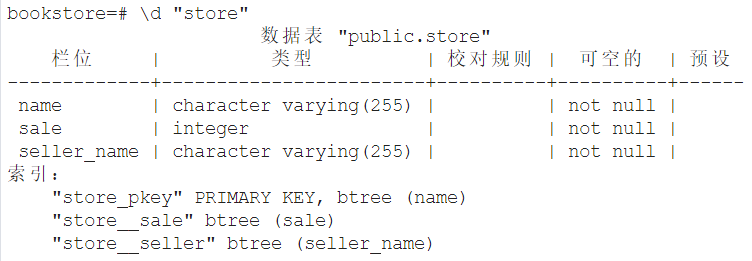 bookstore=# \d "store"
数据表 "public.store"
栏位 | 类型 | 校对规则 | 可空的 | 预设
-------------+------------------------+----------+----------+------
name | character varying(255) | | not null |
sale | integer | | not null |
seller_name | character varying(255) | | not null |
索引:
"store_pkey" PRIMARY KEY, btree (name)
"store__sale" btree (sale)
"store__seller" btree (seller_name)